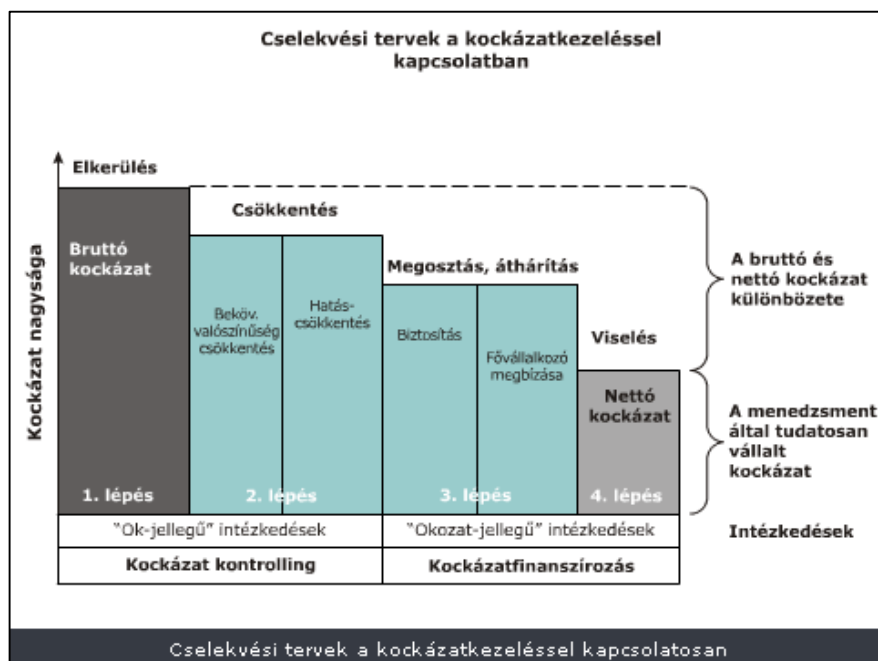 Cselekvési tervek a kockázatkezeléssel
kapcsolatban
Kockázat nagysága
Elkerülés
Bruttó
kockázat
1. lépés
Csökkentés
Beköv.
valószínűség
csökkentés
Hatás-
csökkentés
2. lépés
Megosztás, áthárítás
Biztosítás
Fővállalkozó
megbízása
3. lépés
Viselés
Nettó
kockázat
4. lépés
A bruttó és
nettó kockázat
különbözete
A menedzsment
által tudatosan
vállalt
kockázat
"Ok-jellegű" intézkedések
"Okozat-jellegű" intézkedések
Intézkedések
Kockázat kontrolling
Kockázatfinanszírozás
Cselekvési tervek a kockázatkezeléssel kapcsolatosan